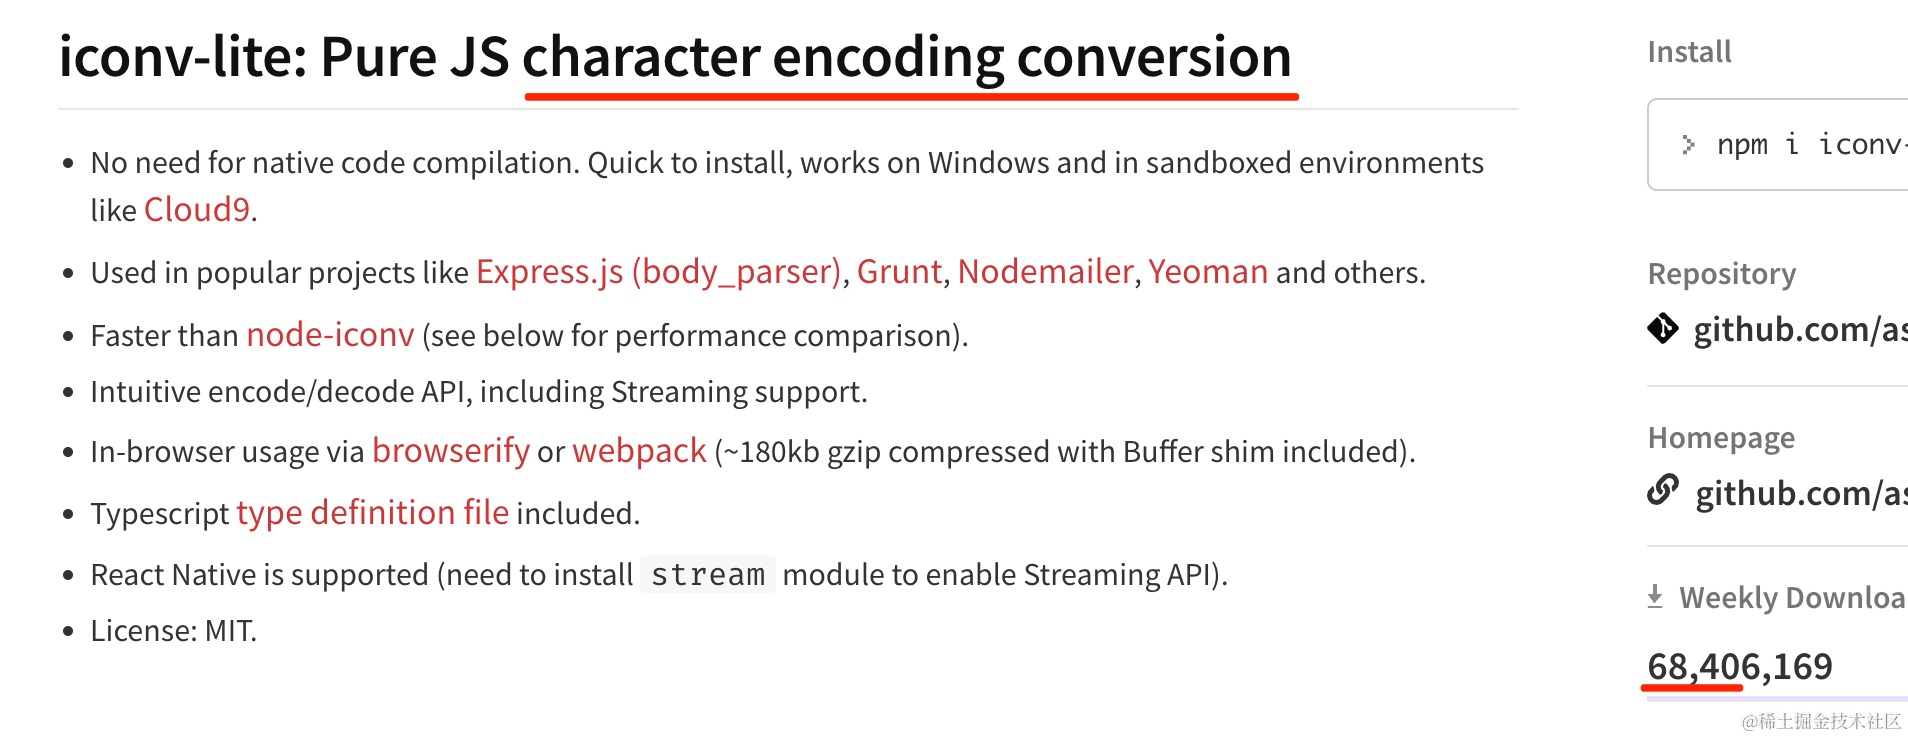 iconv-lite: Pure JS character encoding conversion
• No need for native code compilation. Quick to install, works on Windows and in sandboxed environments
like Cloud9.
• Used in popular projects like Express.js (body_parser), Grunt, Nodemailer, Yeoman and others.
• Faster than node-iconv (see below for performance comparison).
• Intuitive encode/decode API, including Streaming support.
• In-browser usage via browserify or webpack (~180kb gzip compressed with Buffer shim included).
• Typescript type definition file included.
• React Native is supported (need to install stream module to enable Streaming API).
• License: MIT.
Install
> npm i iconv-
Repository
github.com/as
Homepage
github.com/as
Weekly Downloa
68,406,169
@稀土掘金技术社区